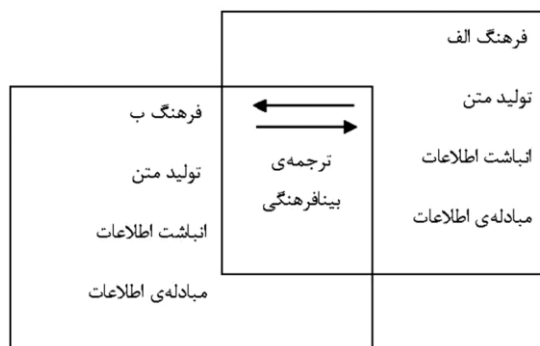 فرهنگ الف
تولید متن
انباشت اطلاعات
مبادله‌ی اطلاعات
ترجمه‌ی
بینافرهنگی
فرهنگ ب
تولید متن
انباشت اطلاعات
مبادله‌ی اطلاعات